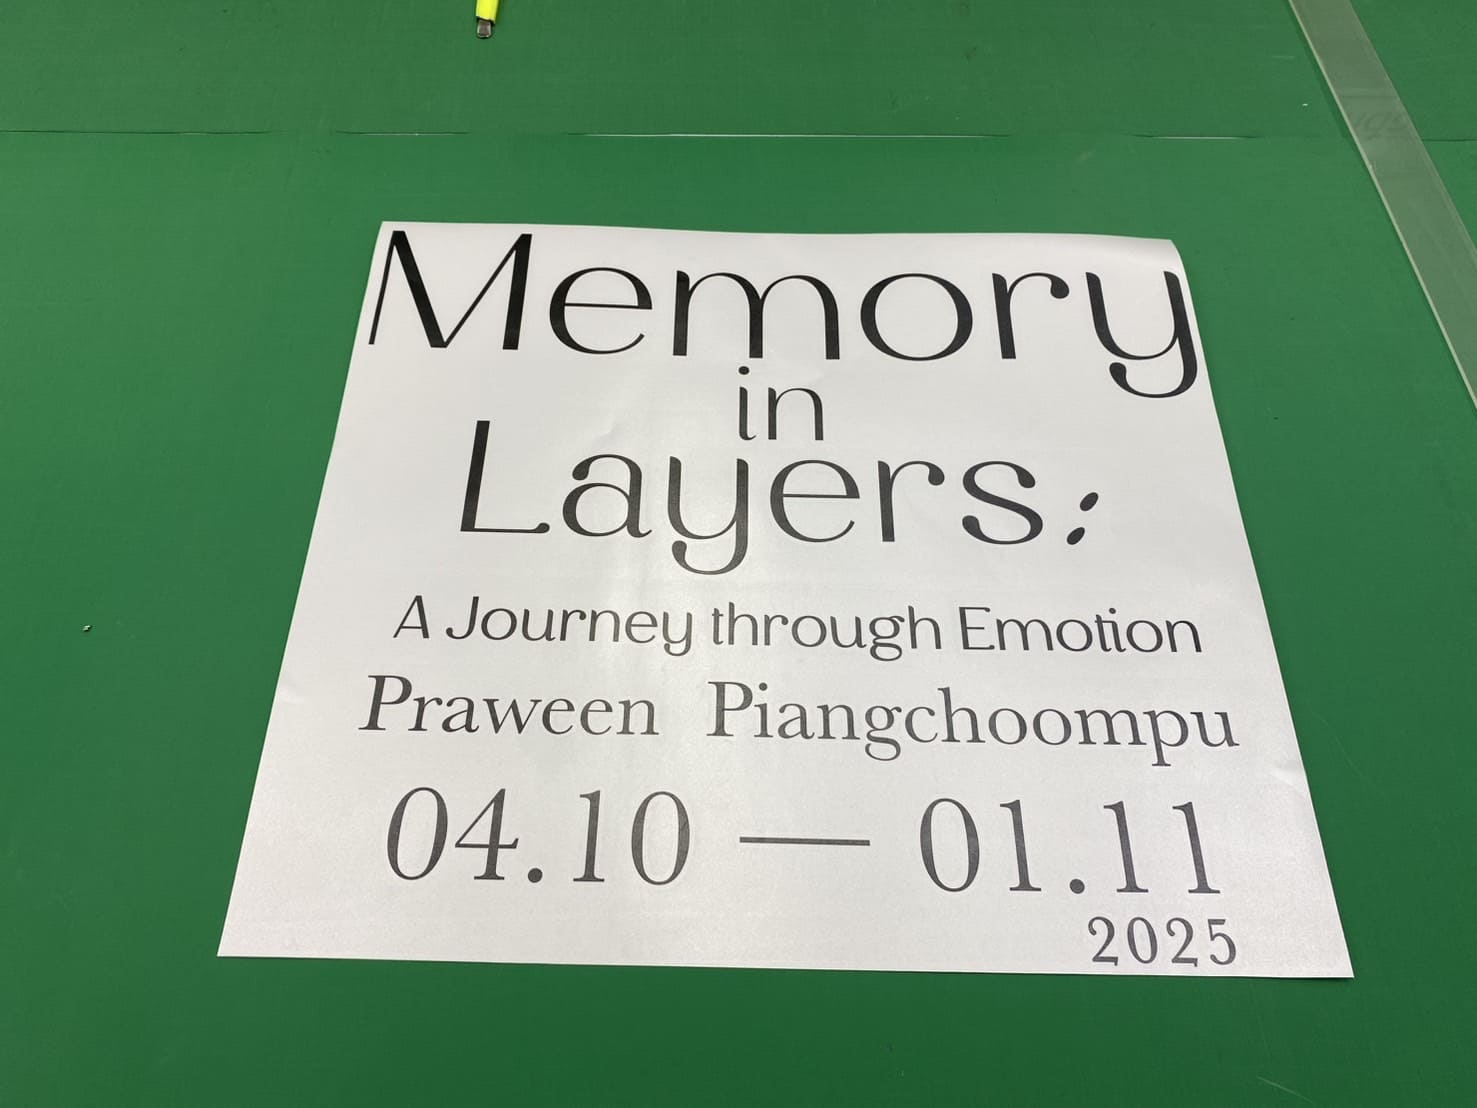 Memory
in
Layers:
A Journey through Emotion
Praween Piangchoompu
04.10 — 01.11
2025